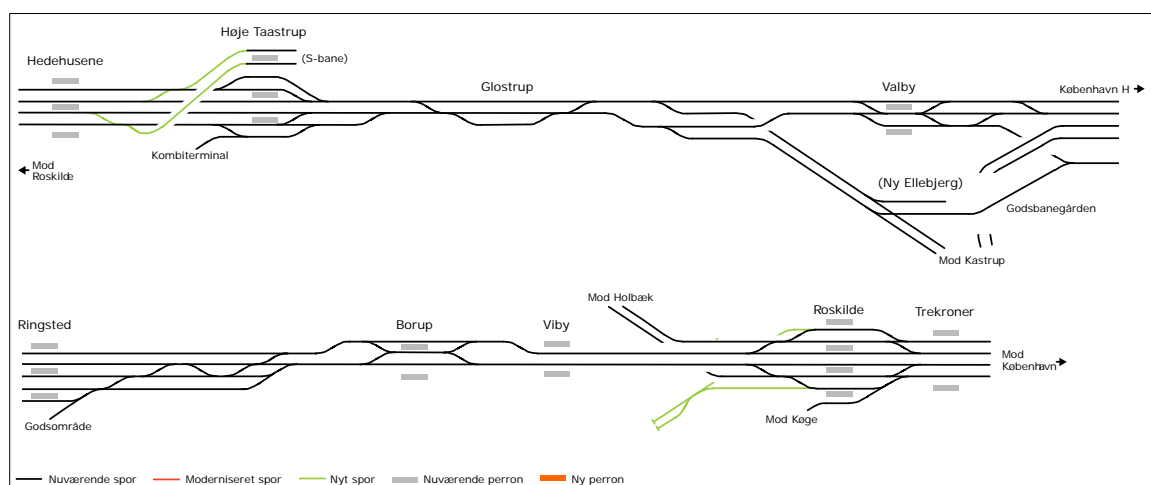 Høje Taastrup
Hedehusene
(S-bane)
Glostrup
Valby
København H
Kombiterminal
Mod
Roskilde
(Ny Ellebjerg)
Godsbanegården
Mod Kastrup
Mod Holbæk
Ringsted
Borup
Viby
Roskilde
Trekroner
Mod
København
Godsområde
Mod Køge
Nuværende spor
Moderniseret spor
Nyt spor
Nuværende perron
Ny perron